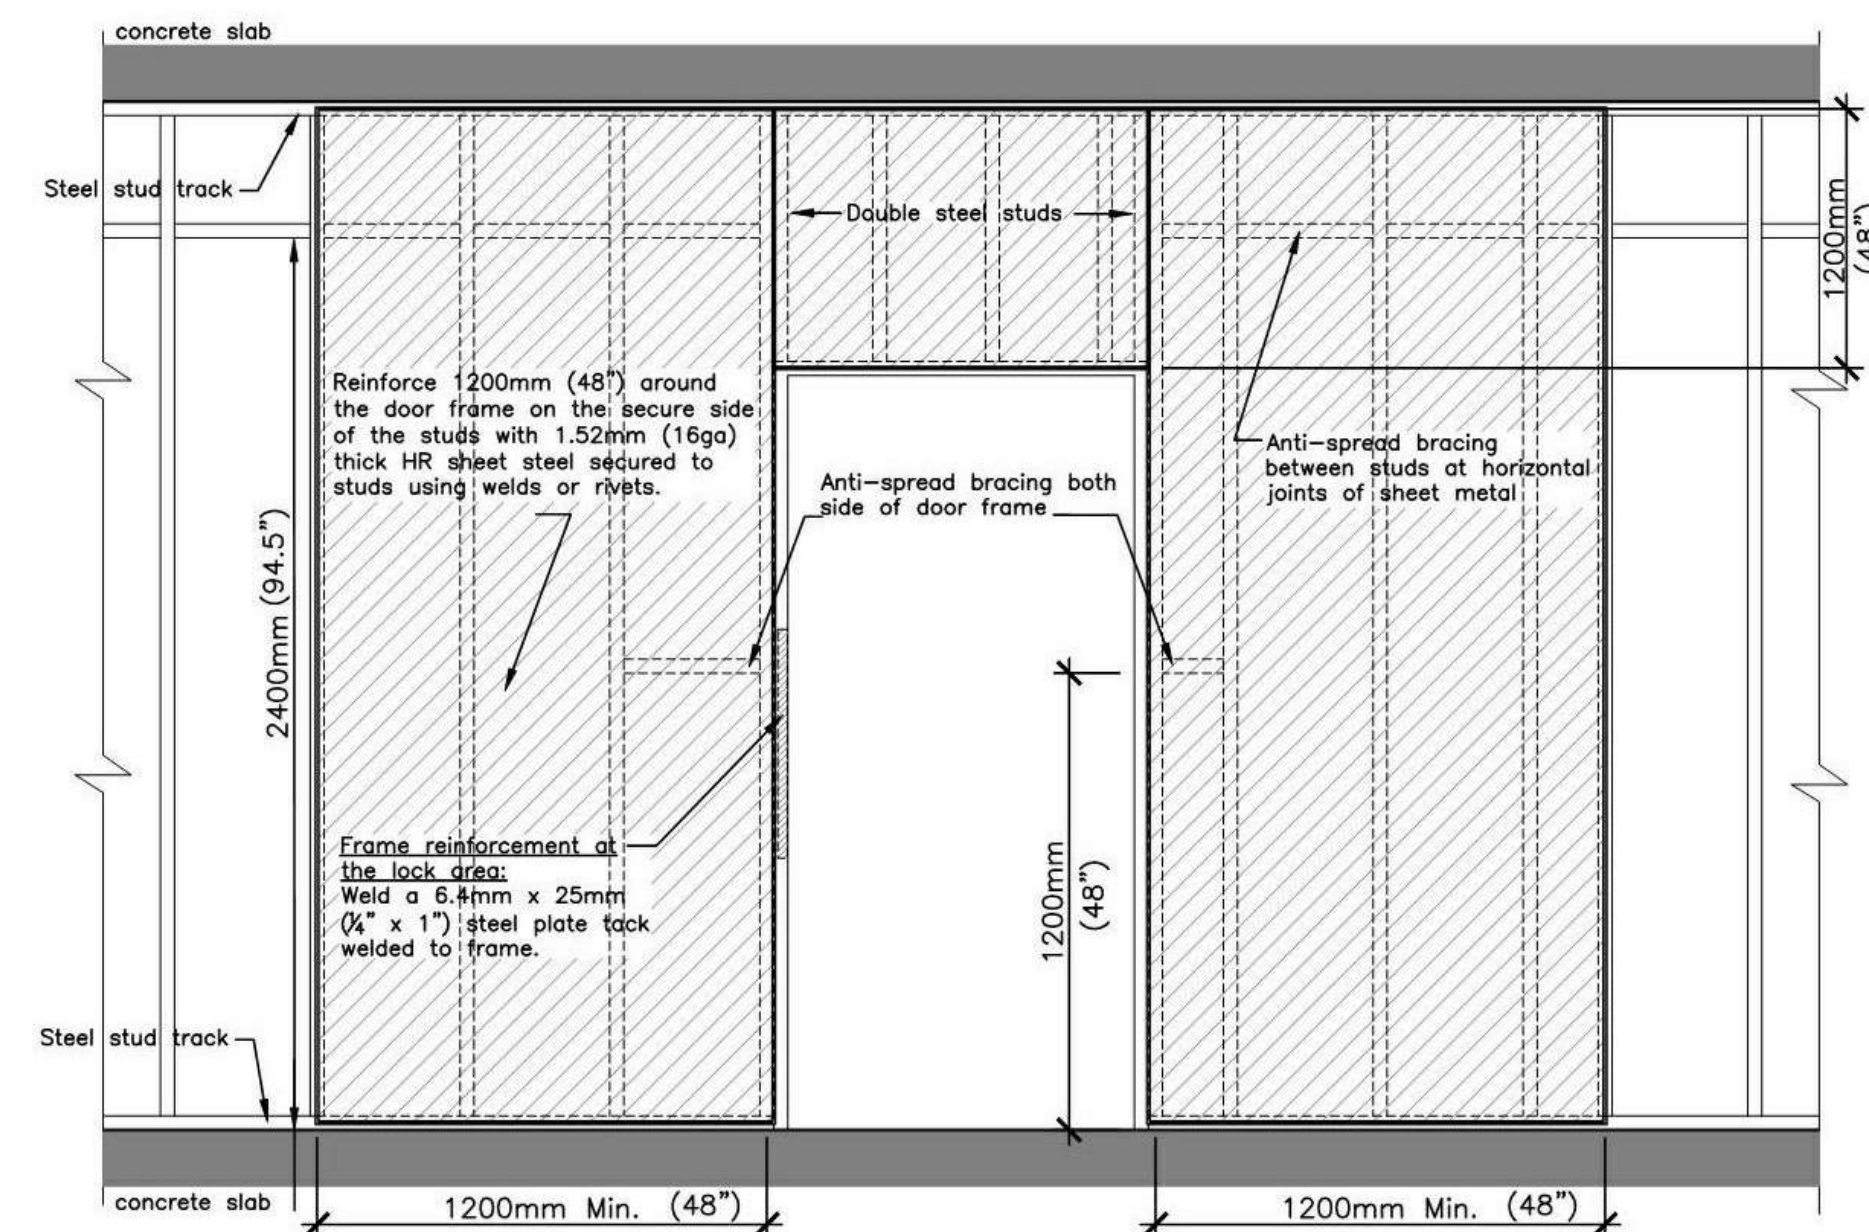 concrete slab
Steel stud track
Double steel studs
1200mm
(48")
Reinforce 1200mm (48") around
the door frame on the secure side
of the studs with 1.52mm (16ga)
thick HR sheet steel secured to
studs using welds or rivets.
Anti-spread bracing
between studs at horizontal
joints of sheet metal
Anti-spread bracing both
side of door frame
2400mm (94.5")
Frame reinforcement at
the lock area:
Weld a 6.4mm x 25mm
(¼" x 1") steel plate tack
welded to frame.
1200mm
(48")
Steel stud track
concrete slab
1200mm Min. (48")
1200mm Min. (48")